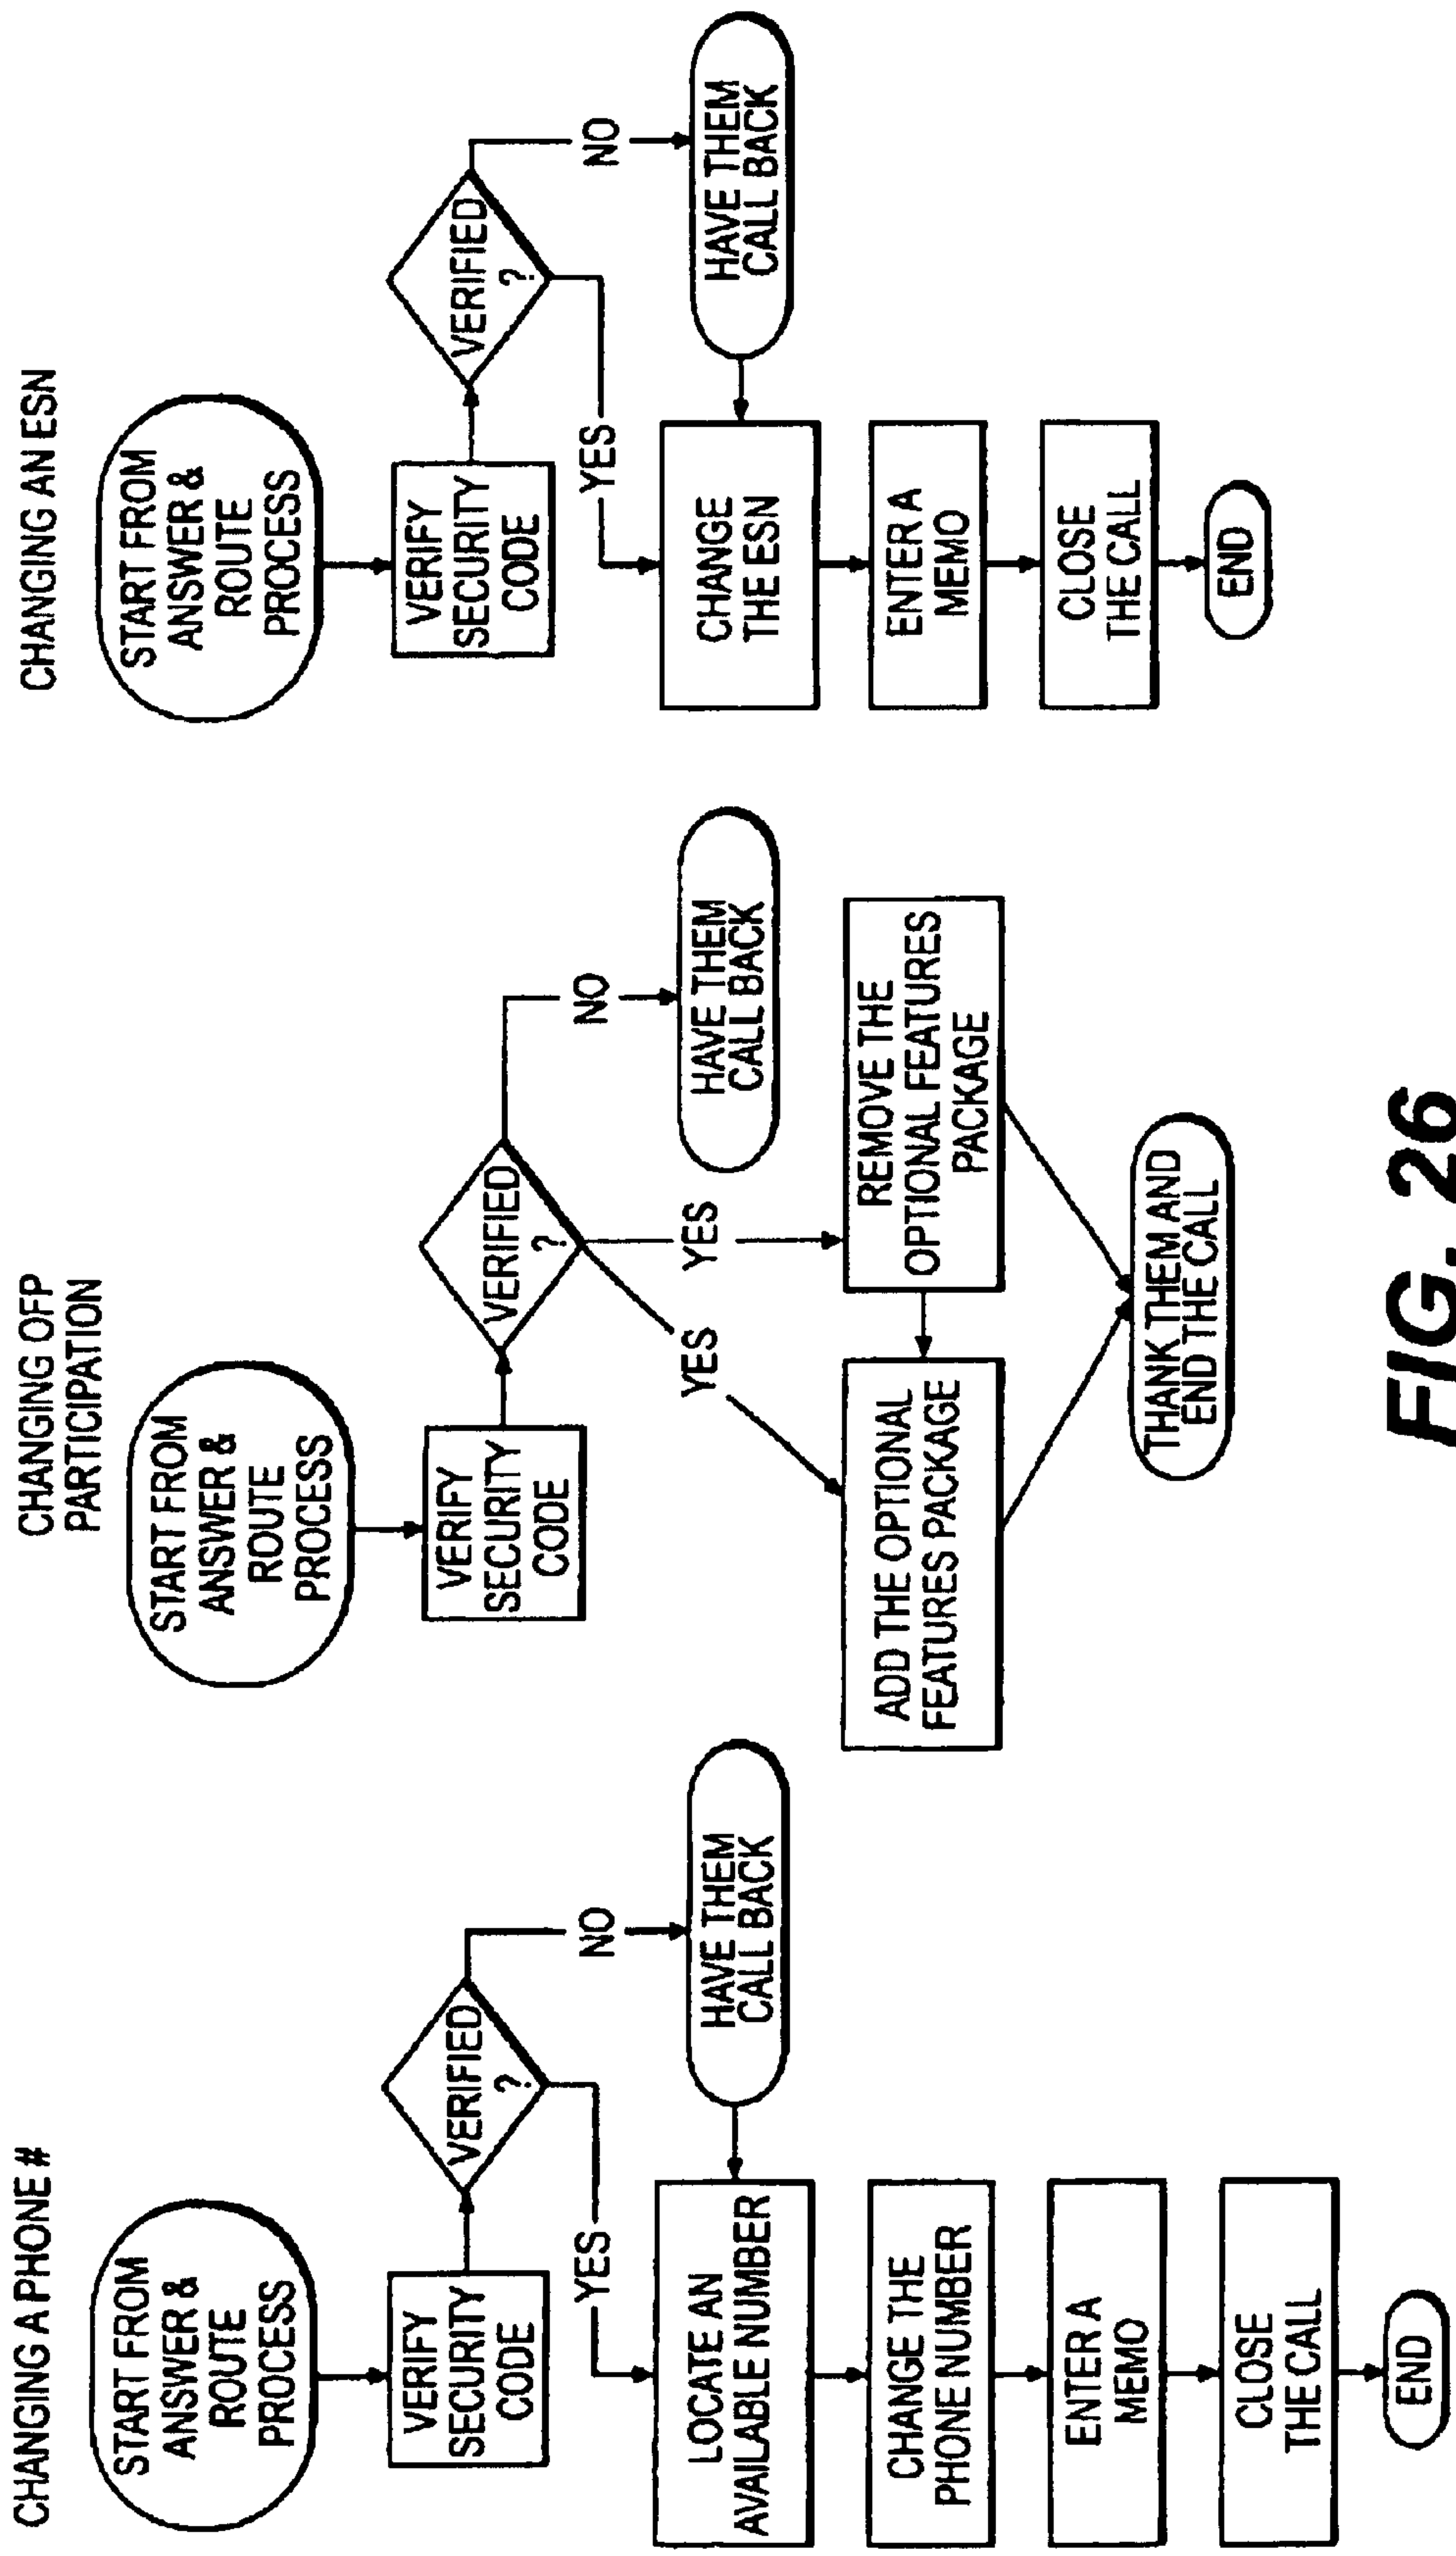 CHANGING A PHONE #
START FROM
ANSWER &
ROUTE
PROCESS
VERIFY
SECURITY
CODE
VERIFIED
?
YES
NO
HAVE THEM
CALL BACK
LOCATE AN
AVAILABLE NUMBER
CHANGE THE
PHONE NUMBER
ENTER A
MEMO
CLOSE
THE CALL
END
CHANGING OFP
PARTICIPATION
START FROM
ANSWER &
ROUTE
PROCESS
VERIFY
SECURITY
CODE
VERIFIED
?
YES
YES
NO
HAVE THEM
CALL BACK
ADD THE OPTIONAL
FEATURES PACKAGE
REMOVE THE
OPTIONAL FEATURES
PACKAGE
THANK THEM AND
END THE CALL
CHANGING AN ESN
START FROM
ANSWER &
ROUTE
PROCESS
VERIFY
SECURITY
CODE
VERIFIED
?
YES
NO
HAVE THEM
CALL BACK
CHANGE
THE ESN
ENTER A
MEMO
CLOSE
THE CALL
END
FIG. 26